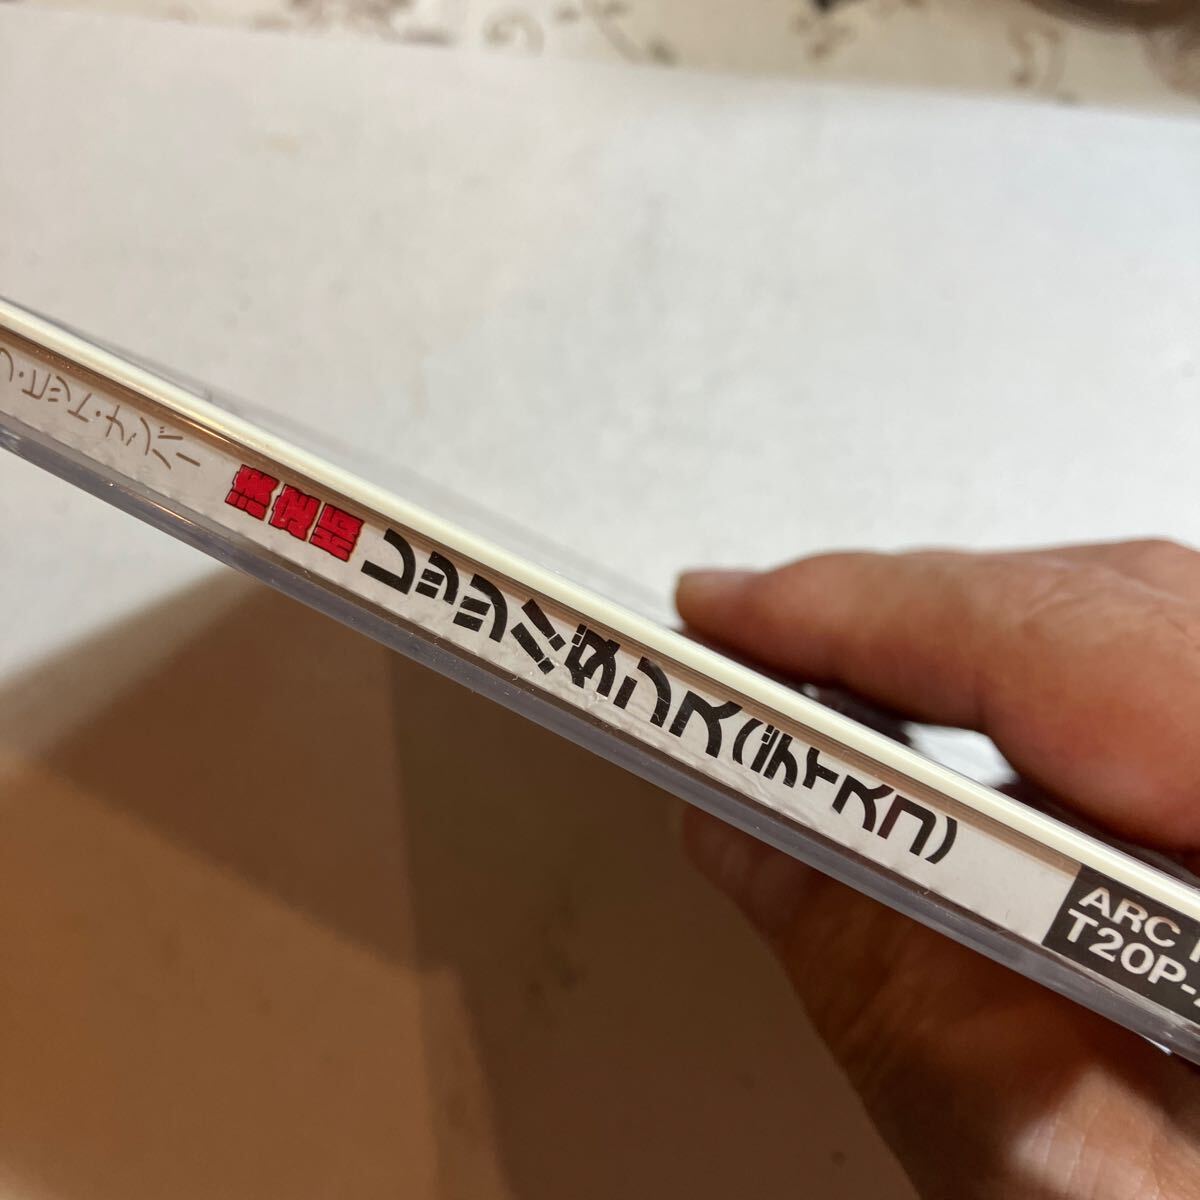 ・ヒット・ナンバー
決定版 レッツ!!ダンス(ディスコ)
ARC
T20P-